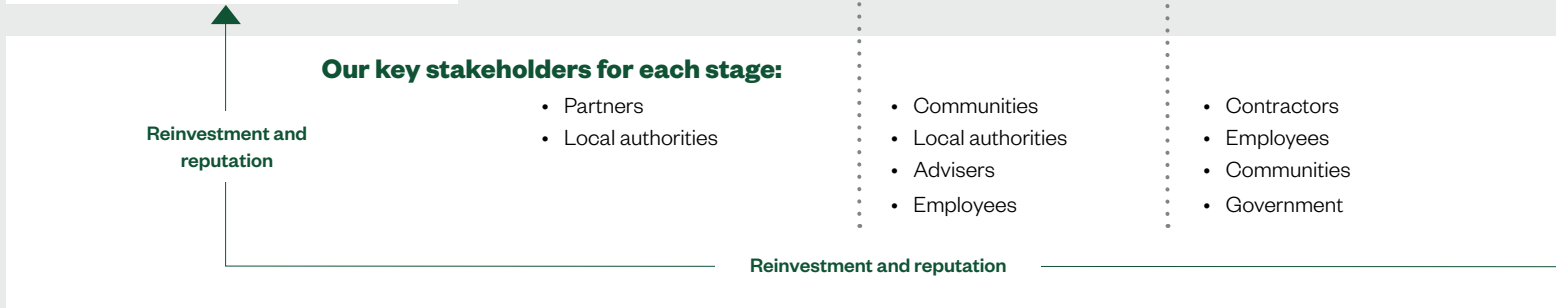 Our key stakeholders for each stage:
Reinvestment and
reputation
• Partners
• Local authorities
• Communities
• Local authorities
• Advisers
• Employees
• Contractors
• Employees
• Communities
• Government
Reinvestment and reputation